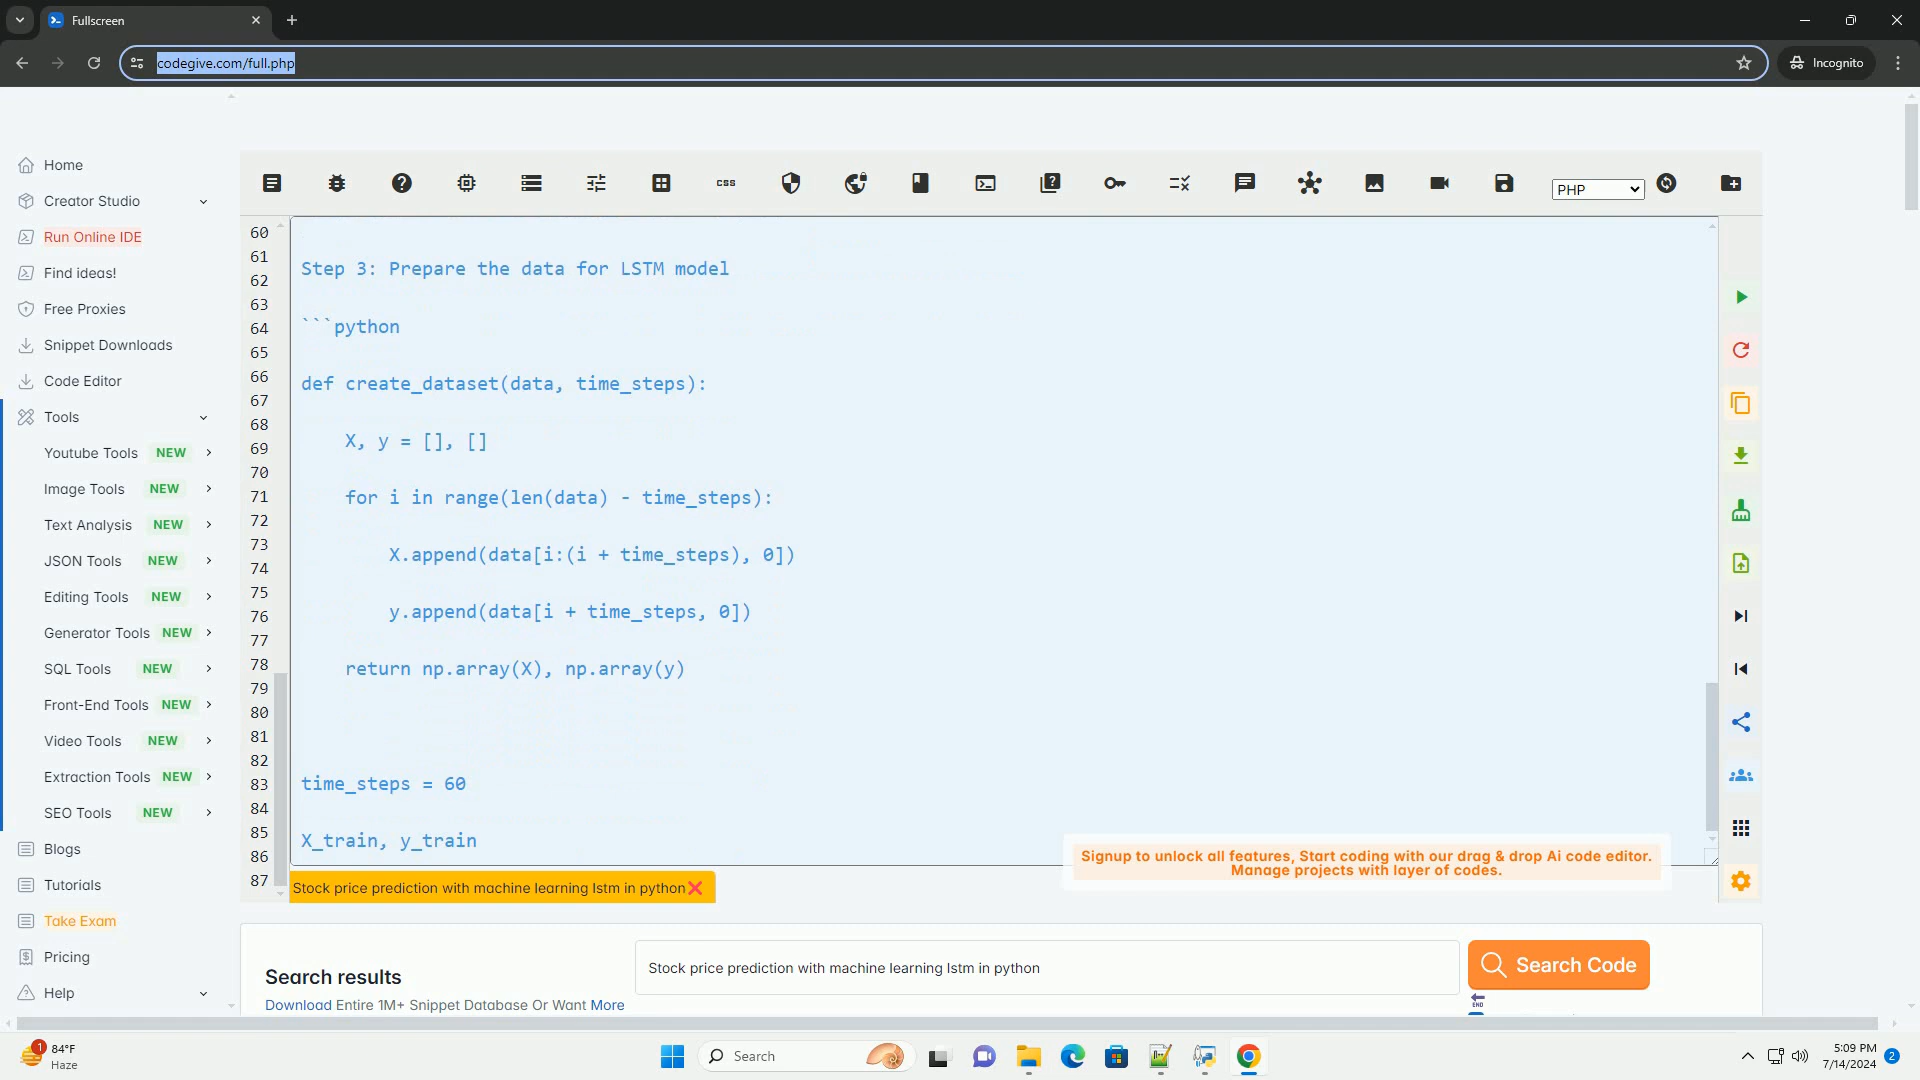 Fullscreen
codegive.com/full.php
Incognito
Home
Creator Studio
Run Online IDE
Find ideas!
Free Proxies
Snippet Downloads
Code Editor
Tools
Youtube Tools NEW
Image Tools NEW
Text Analysis NEW
JSON Tools NEW
Editing Tools NEW
Generator Tools NEW
SQL Tools NEW
Front-End Tools NEW
Video Tools NEW
Extraction Tools NEW
SEO Tools NEW
Blogs
Tutorials
Take Exam
Pricing
Help
css
PHP
60
61
62
63
64
65
66
67
68
69
70
71
72
73
74
75
76
77
78
79
80
81
82
83
84
85
86
87
Step 3: Prepare the data for LSTM model
```python
def create_dataset(data, time_steps):
X, y = [], []
for i in range(len(data) - time_steps):
X.append(data[i:(i + time_steps), 0])
y.append(data[i + time_steps, 0])
return np.array(X), np.array(y)
time_steps = 60
X_train, y_train
Signup to unlock all features, Start coding with our drag & drop Ai code editor.
Manage projects with layer of codes.
Stock price prediction with machine learning lstm in python
Search results
Download Entire 1M+ Snippet Database Or Want More
Stock price prediction with machine learning lstm in python
Search Code
END
1
84°F
Haze
Search
5:09 PM
7/14/2024
2